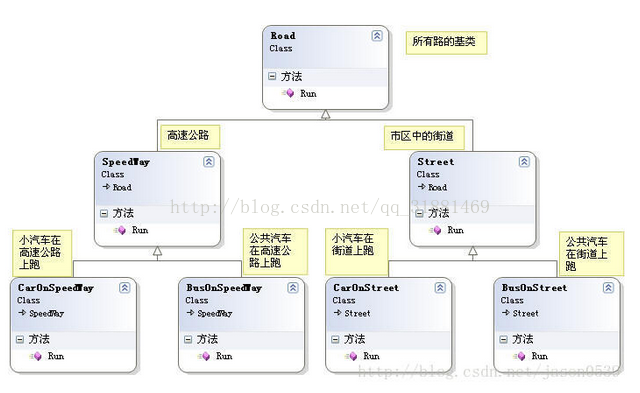 Road
Class
方法
Run
所有路的基类
高速公路
市区中的街道
SpeedWay
Class
Road
方法
Run
Street
Class
Road
方法
Run
http://blog.csdn.net/qq_31881469
小汽车在
高速公路
上跑
公共汽车
在高速公
路上跑
小汽车在
街道上跑
公共汽车
在街道上
跑
CarOnSpeedWay
Class
SpeedWay
方法
Run
BusOnSpeedWay
Class
SpeedWay
方法
Run
CarOnStreet
Class
Street
方法
Run
BusOnStreet
Class
Street
方法
Run
http://blog.csdn.net/jason0539